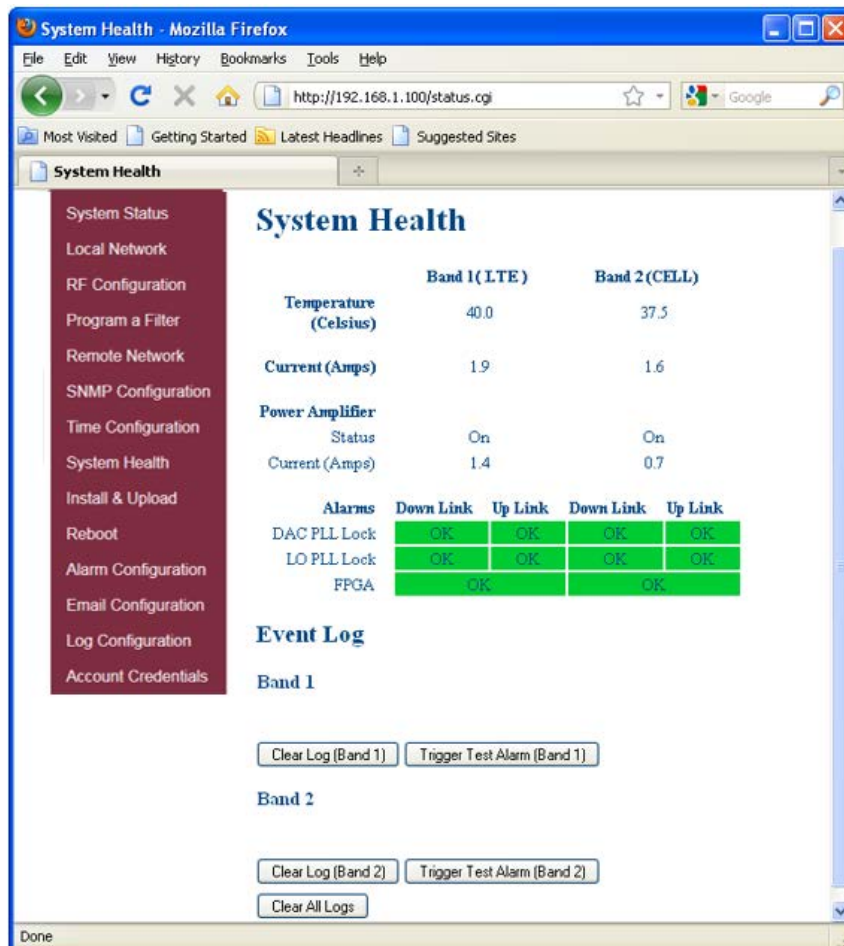 System Health - Mozilla Firefox
File Edit View History Bookmarks Tools Help
http://192.168.1.100/status.cgi Google
Most Visited Getting Started Latest Headlines Suggested Sites
System Health
System Status
Local Network
RF Configuration
Program a Filter
Remote Network
SNMP Configuration
Time Configuration
System Health
Install & Upload
Reboot
Alarm Configuration
Email Configuration
Log Configuration
Account Credentials
System Health
Band 1( LTE ) Band 2 (CELL)
Temperature (Celsius) 40.0 37.5
Current (Amps) 1.9 1.6
Power Amplifier
Status On On
Current (Amps) 1.4 0.7
Alarms Down Link Up Link Down Link Up Link
DAC PLL Lock OK OK OK OK
LO PLL Lock OK OK OK OK
FPGA OK OK
Event Log
Band 1
Clear Log (Band 1) Trigger Test Alarm (Band 1)
Band 2
Clear Log (Band 2) Trigger Test Alarm (Band 2)
Clear All Logs
Done